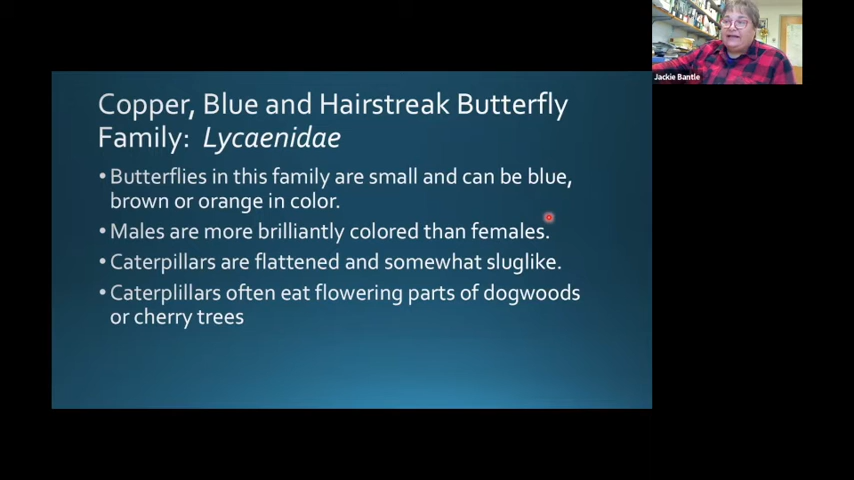 Jackie Bantle
Copper, Blue and Hairstreak Butterfly
Family: Lycaenidae
•Butterflies in this family are small and can be blue,
brown or orange in color.
•Males are more brilliantly colored than females.
•Caterpillars are flattened and somewhat sluglike.
•Caterplillars often eat flowering parts of dogwoods
or cherry trees